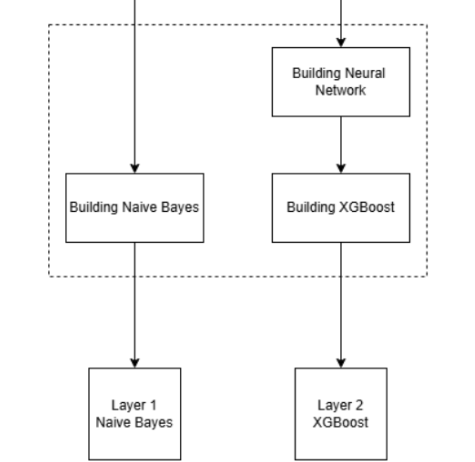 Building Neural
Network
Building Naive Bayes
Building XGBoost
Layer 1
Naive Bayes
Layer 2
XGBoost